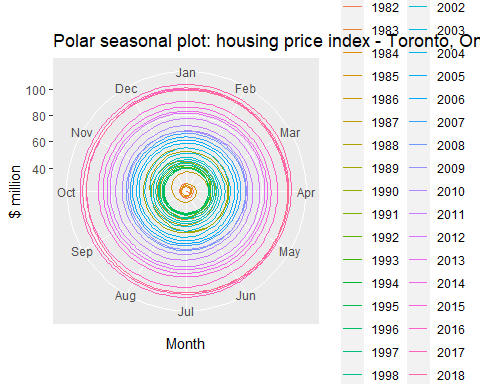 Polar seasonal plot: housing price index - Toronto, On
Jan
Feb
Mar
Apr
May
Jun
Jul
Aug
Sep
Oct
Nov
Dec
100
80
60
40
$ million
Month
1982
1983
1984
1985
1986
1987
1988
1989
1990
1991
1992
1993
1994
1995
1996
1997
1998
2002
2003
2004
2005
2006
2007
2008
2009
2010
2011
2012
2013
2014
2015
2016
2017
2018